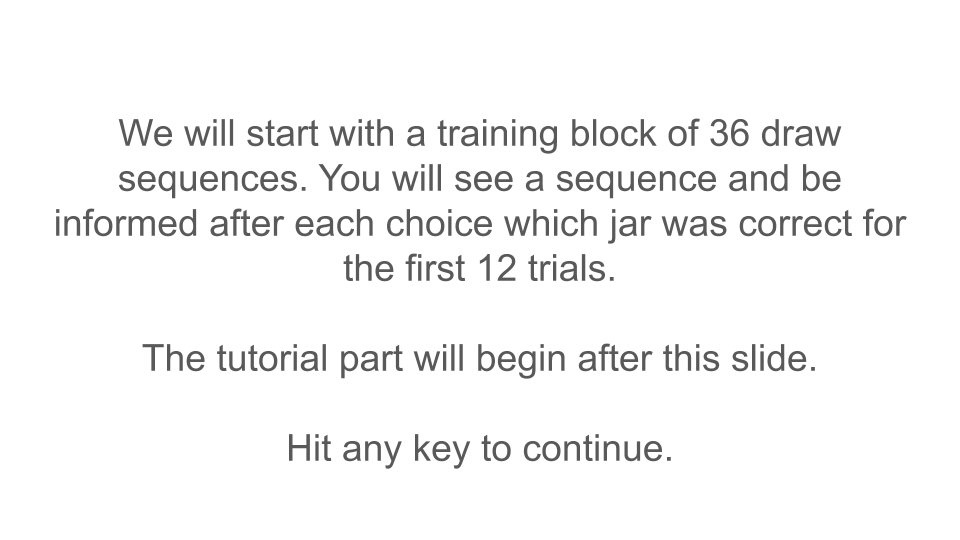 We will start with a training block of 36 draw
sequences. You will see a sequence and be
informed after each choice which jar was correct for
the first 12 trials.
The tutorial part will begin after this slide.
Hit any key to continue.